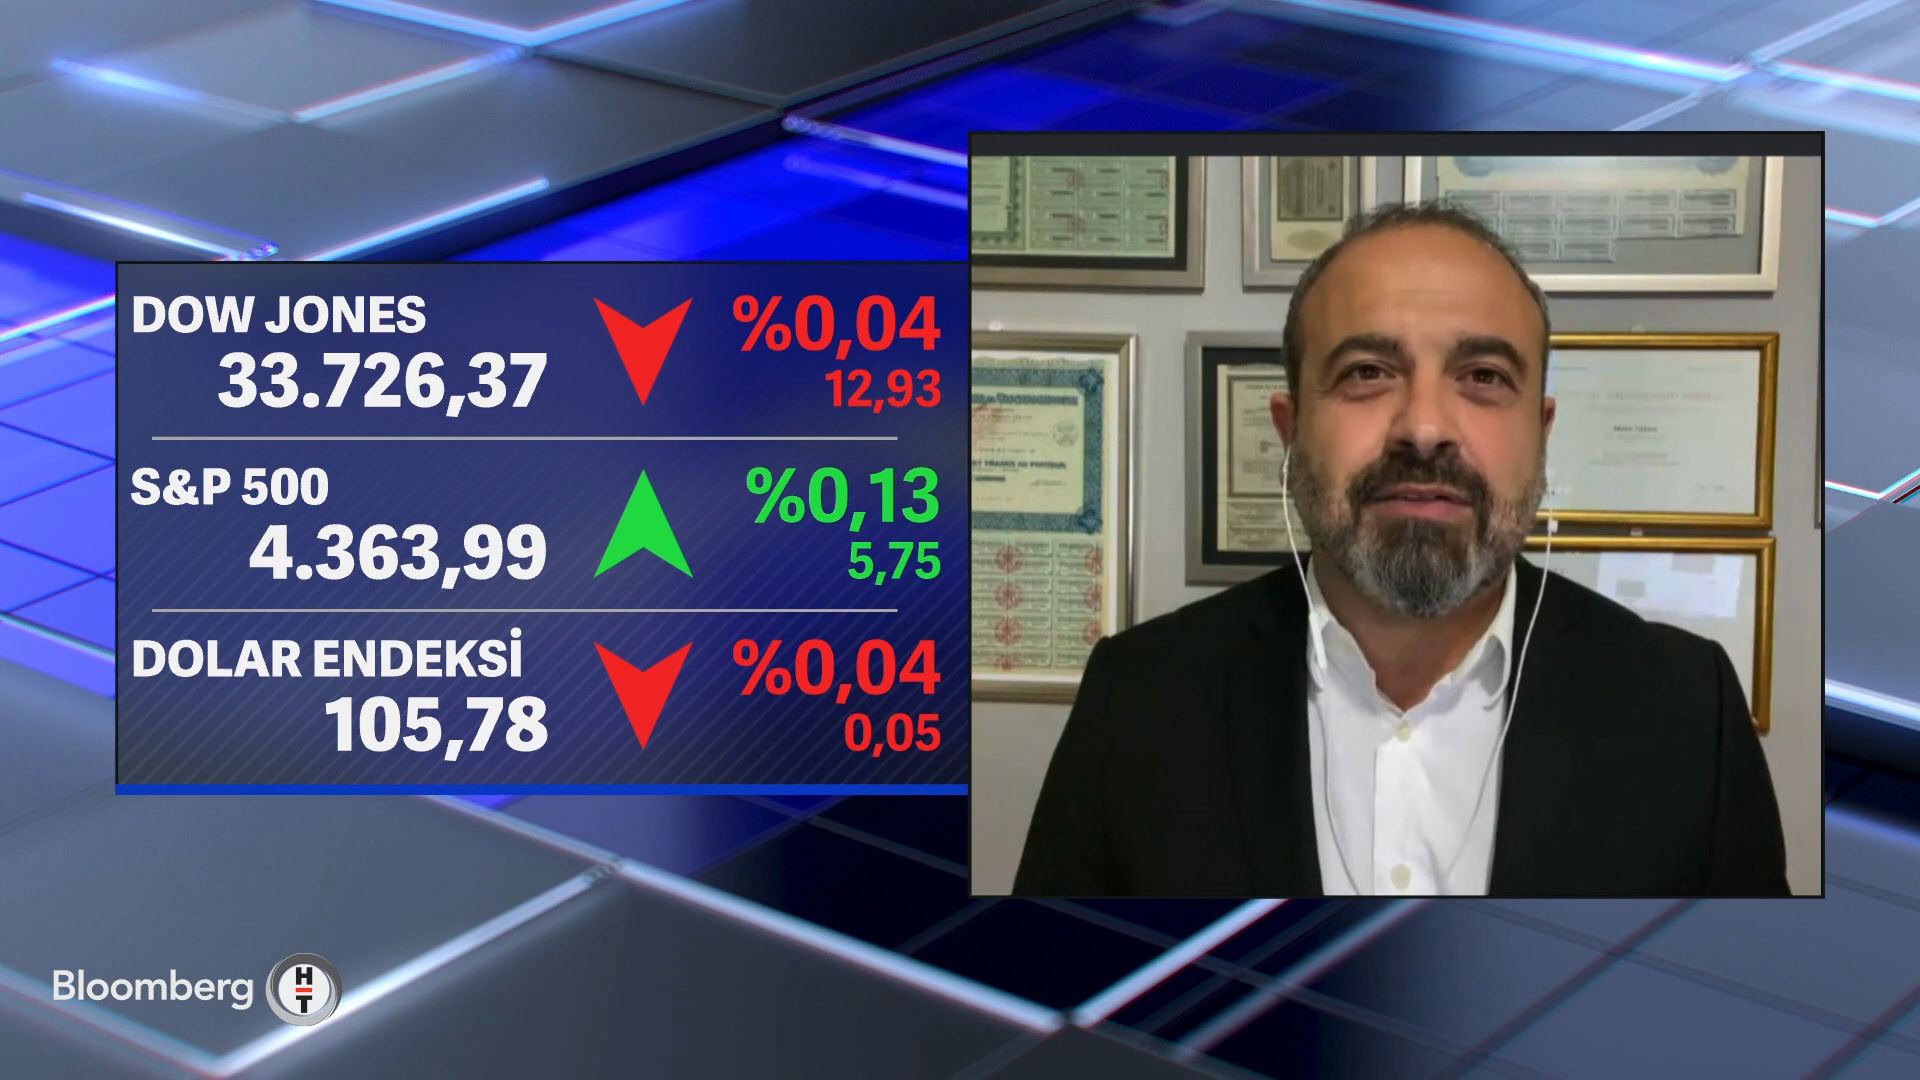 DOW JONES
33.726,37
%0,04
12,93
S&P 500
4.363,99
%0,13
5,75
DOLAR ENDEKSİ
105,78
%0,04
0,05
Bloomberg HT